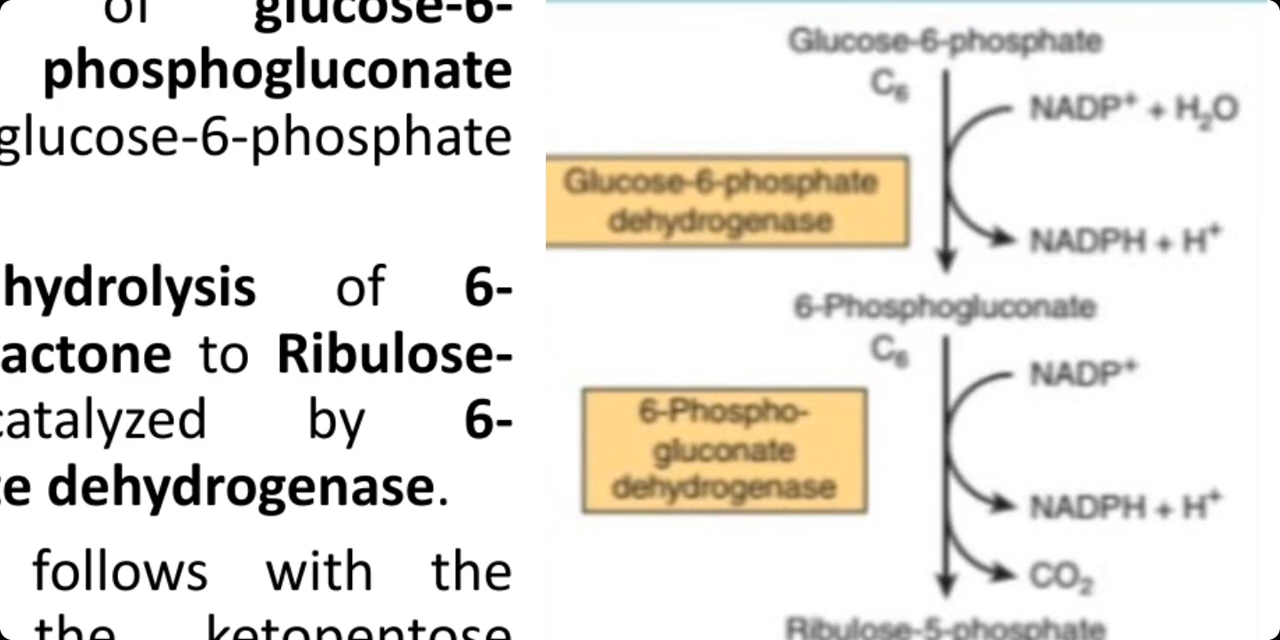 of glucose-6-
phosphogluconate
glucose-6-phosphate
hydrolysis of 6-
actone to Ribulose-
catalyzed by 6-
te dehydrogenase.
follows with the
the ketopentose
Glucose-6-phosphate
C₆
NADP⁺ + H₂O
Glucose-6-phosphate
dehydrogenase
NADPH + H⁺
6-Phosphogluconate
C₆
NADP⁺
6-Phospho-
gluconate
dehydrogenase
NADPH + H⁺
CO₂
Ribulose-5-phosphate